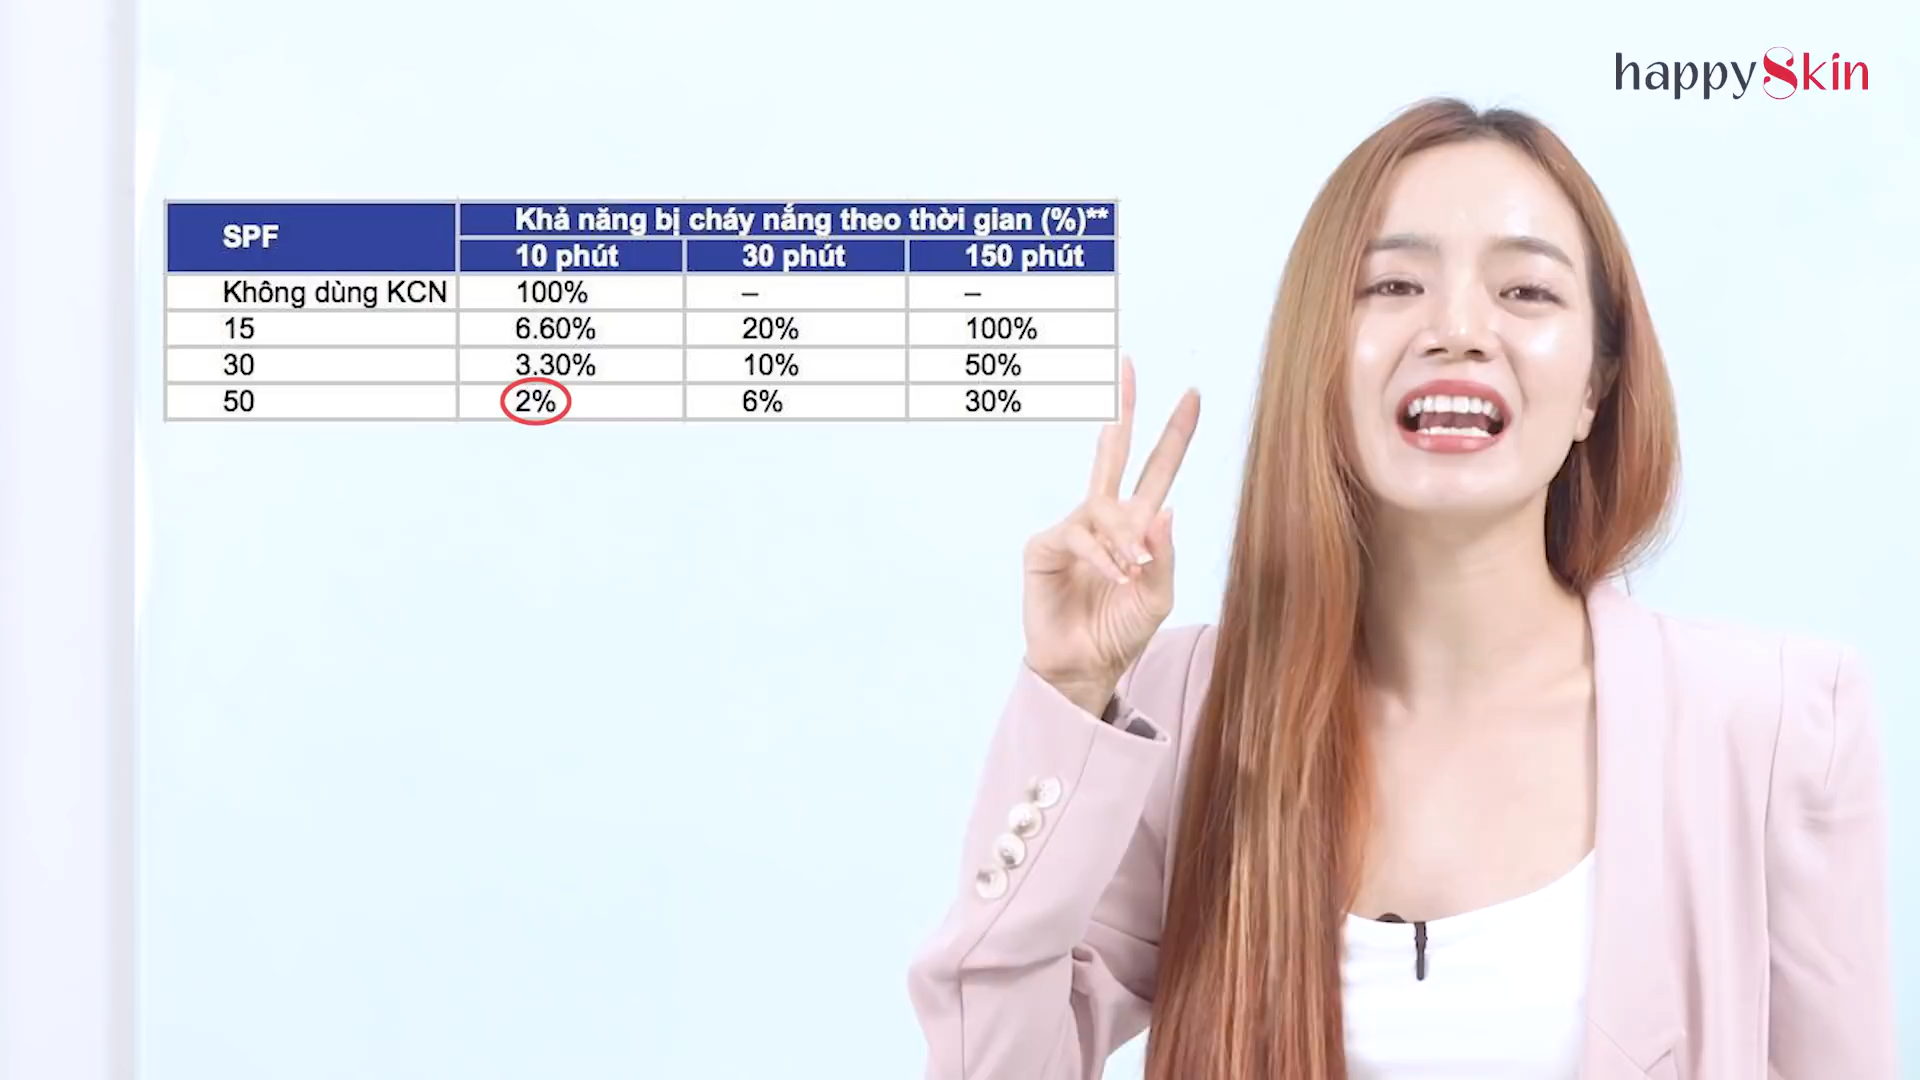 happySkin
SPF
Khả năng bị cháy nắng theo thời gian (%)**
10 phút 30 phút 150 phút
Không dùng KCN 100% – –
15 6.60% 20% 100%
30 3.30% 10% 50%
50 2% 6% 30%